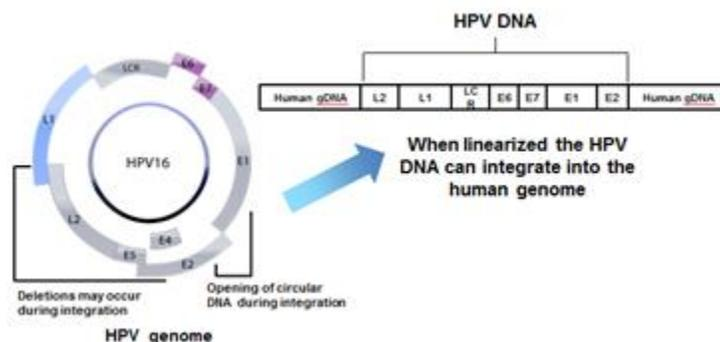 HPV DNA
LCR
E6
E7
L1
E1
HPV16
L2
E4
E5
E2
Human gDNA L2 L1 LC E6 E7 E1 E2 Human gDNA
R
When linearized the HPV
DNA can integrate into the
human genome
Deletions may occur
during integration
Opening of circular
DNA during integration
HPV genome